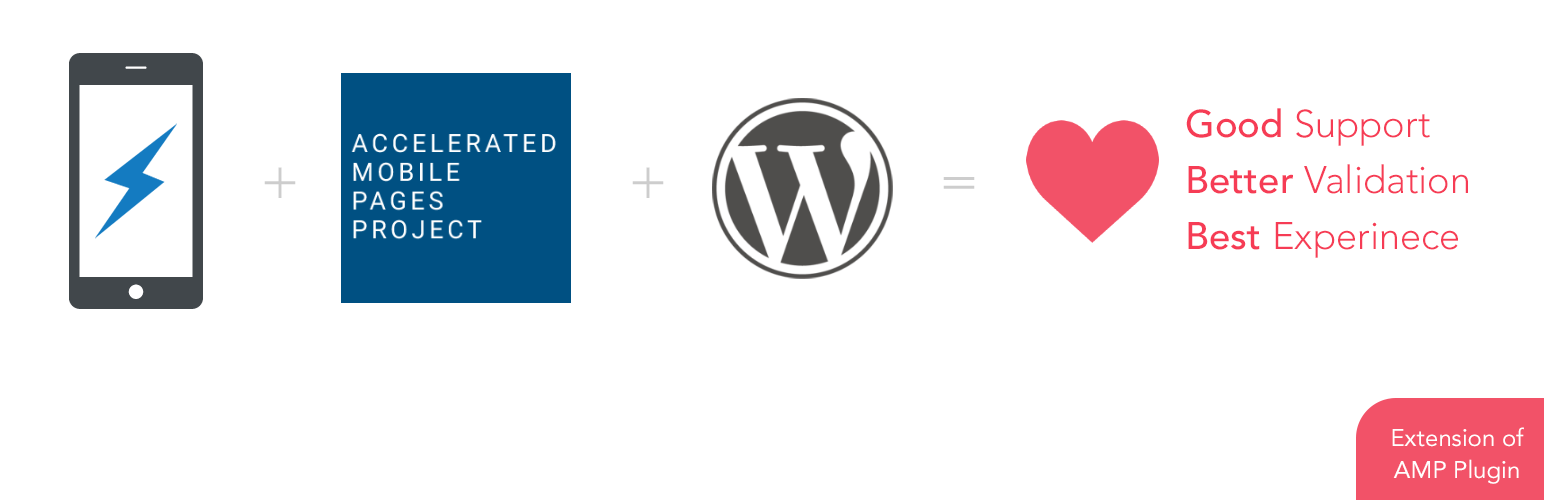 ACCELERATED
MOBILE
PAGES
PROJECT
Good Support
Better Validation
Best Experinece
Extension of
AMP Plugin